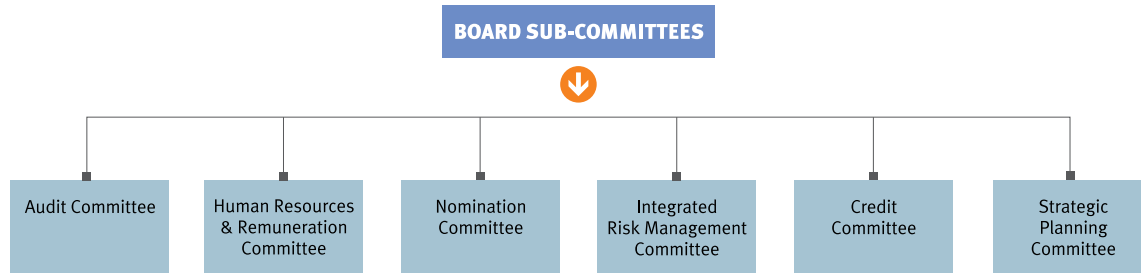 BOARD SUB-COMMITTEES
Audit Committee
Human Resources
& Remuneration
Committee
Nomination
Committee
Integrated
Risk Management
Committee
Credit
Committee
Strategic
Planning
Committee